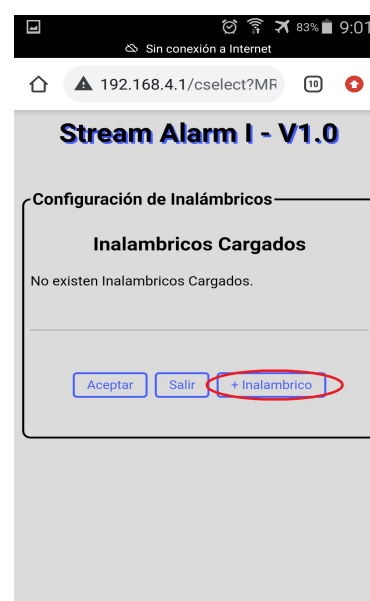 83% 9:01
Sin conexión a Internet
192.168.4.1/cselect?MR
10
Stream Alarm I - V1.0
Configuración de Inalámbricos
Inalambricos Cargados
No existen Inalambricos Cargados.
Aceptar Salir + Inalambrico